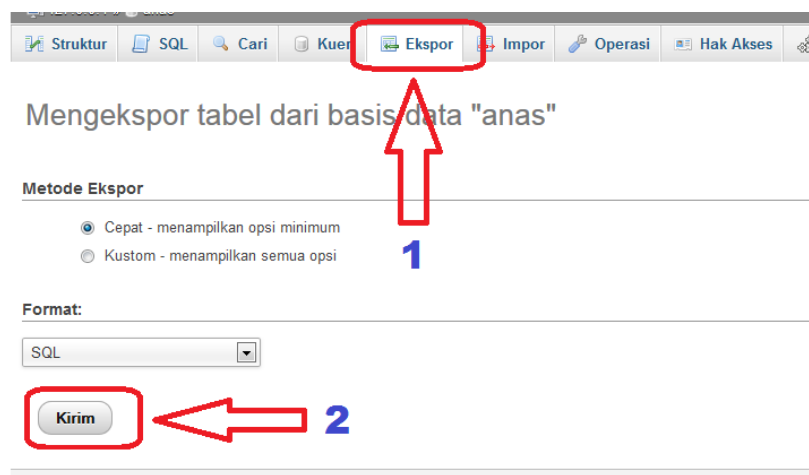 Struktur SQL Cari Ekspor Impor Operasi Hak Akses
Mengekspor tabel dari basis data "anas"
Metode Ekspor
Cepat - menampilkan opsi minimum
Kustom - menampilkan semua opsi
1
Format:
SQL
Kirim 2